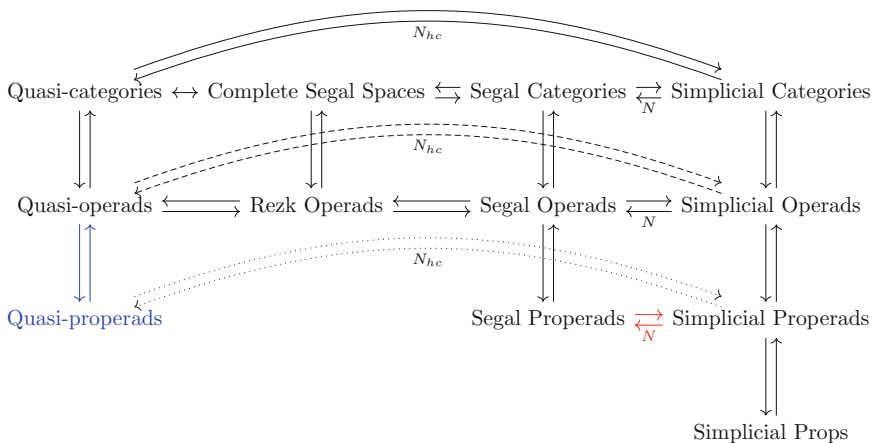 N_{hc}
Quasi-categories Complete Segal Spaces Segal Categories Simplicial Categories
N
N_{hc}
Quasi-operads Rezk Operads Segal Operads Simplicial Operads
N
N_{hc}
Quasi-properads Segal Properads Simplicial Properads
N
Simplicial Props